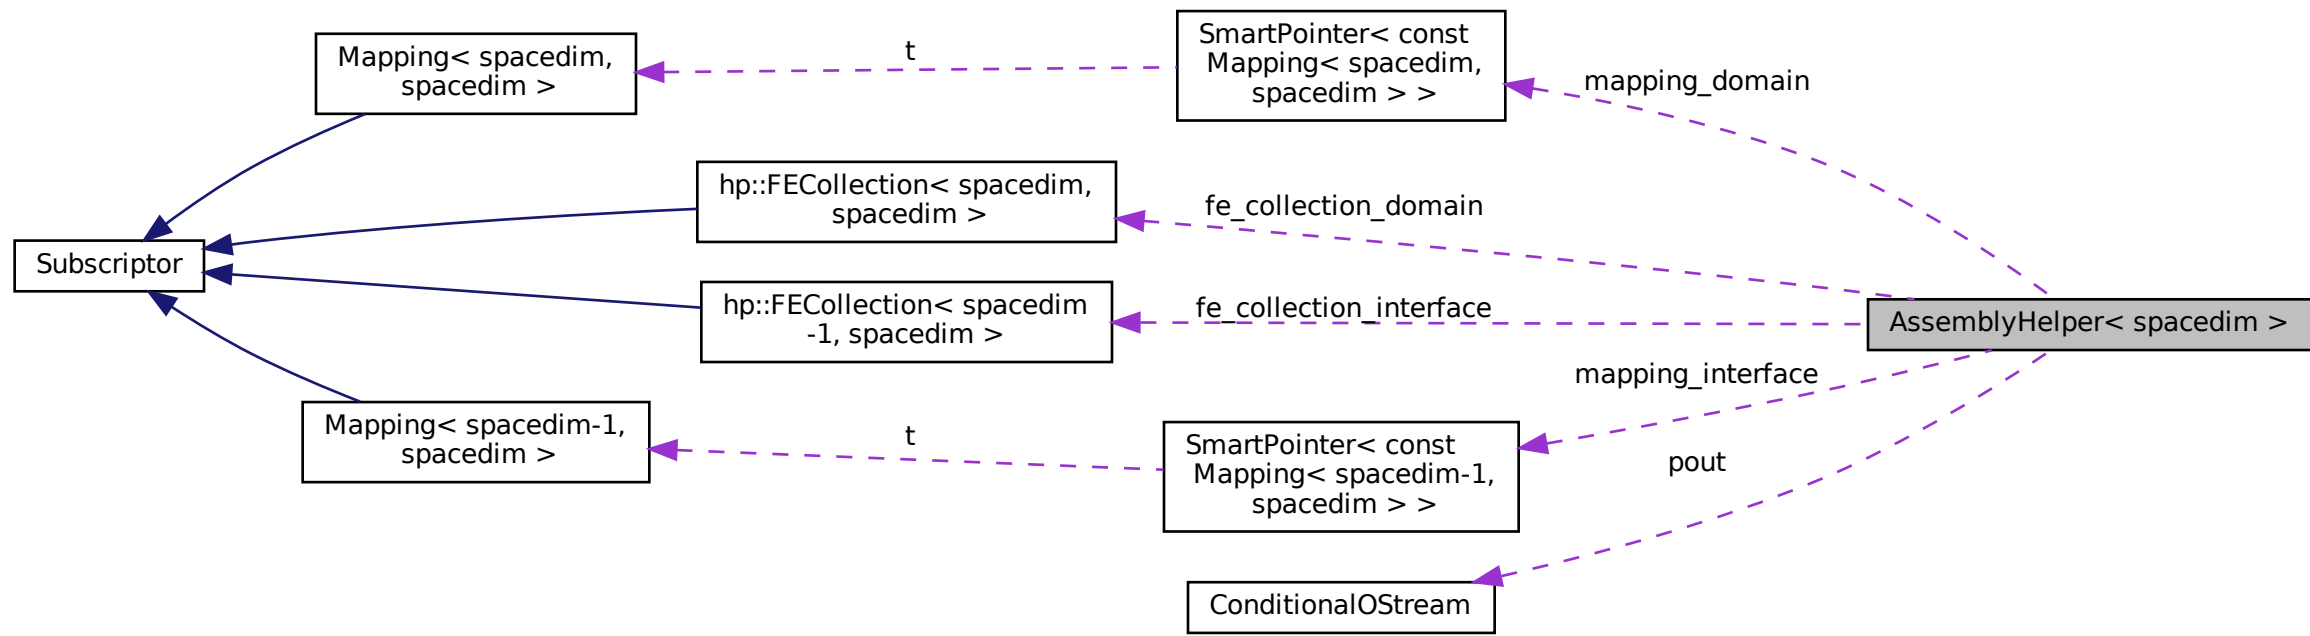 SmartPointer< const
Mapping< spacedim,
spacedim > >
Mapping< spacedim,
spacedim >
t
mapping_domain
hp::FECollection< spacedim,
spacedim >
fe_collection_domain
Subscriptor
hp::FECollection< spacedim
-1, spacedim >
fe_collection_interface
AssemblyHelper< spacedim >
mapping_interface
Mapping< spacedim-1,
spacedim >
t
SmartPointer< const
Mapping< spacedim-1,
spacedim > >
pout
ConditionalOStream